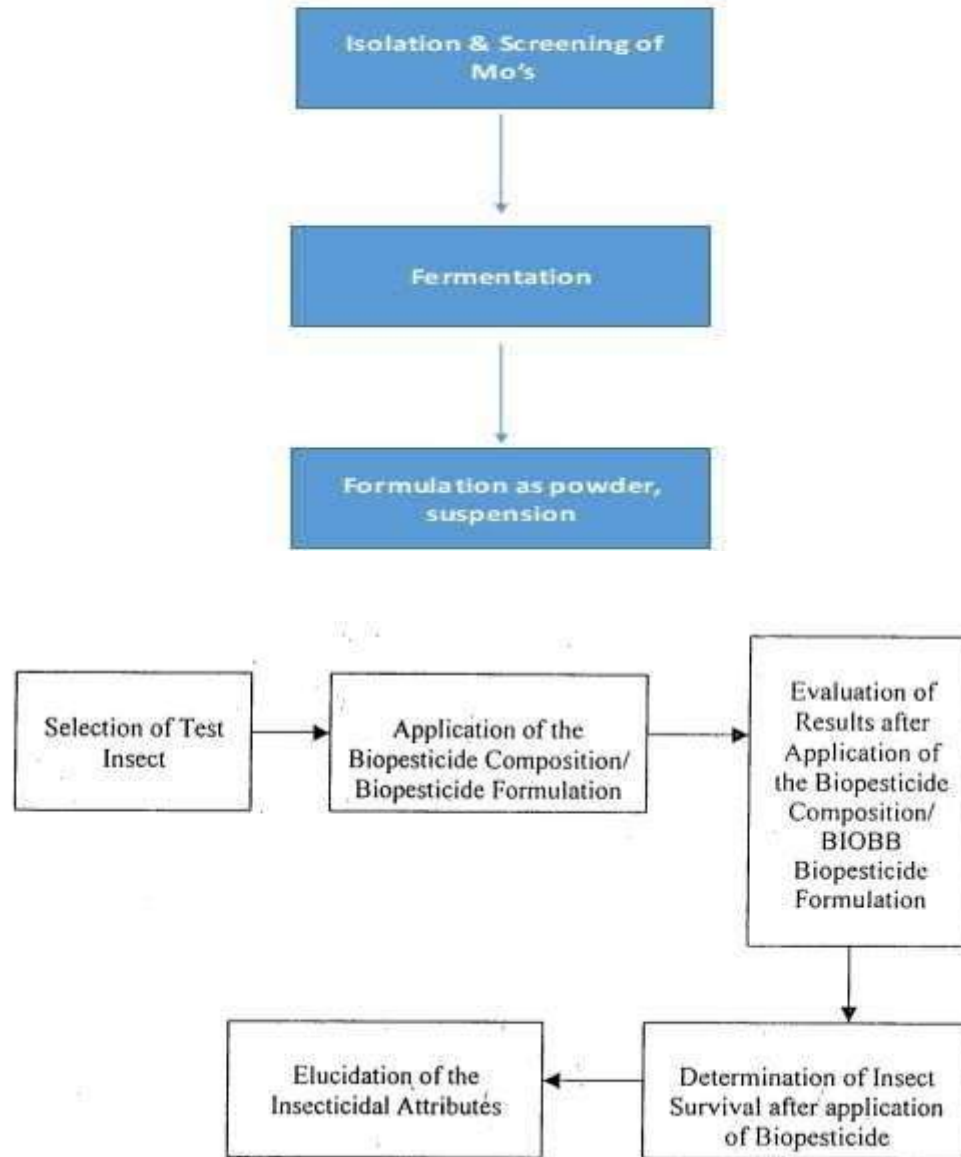 Isolation & Screening of
Mo's
Fermentation
Formulation as powder,
suspension
Selection of Test
Insect
Application of the
Biopesticide Composition/
Biopesticide Formulation
Evaluation of
Results after
Application of
the Biopesticide
Composition/
BIOBB
Biopesticide
Formulation
Determination of Insect
Survival after application
of Biopesticide
Elucidation of the
Insecticidal Attributes